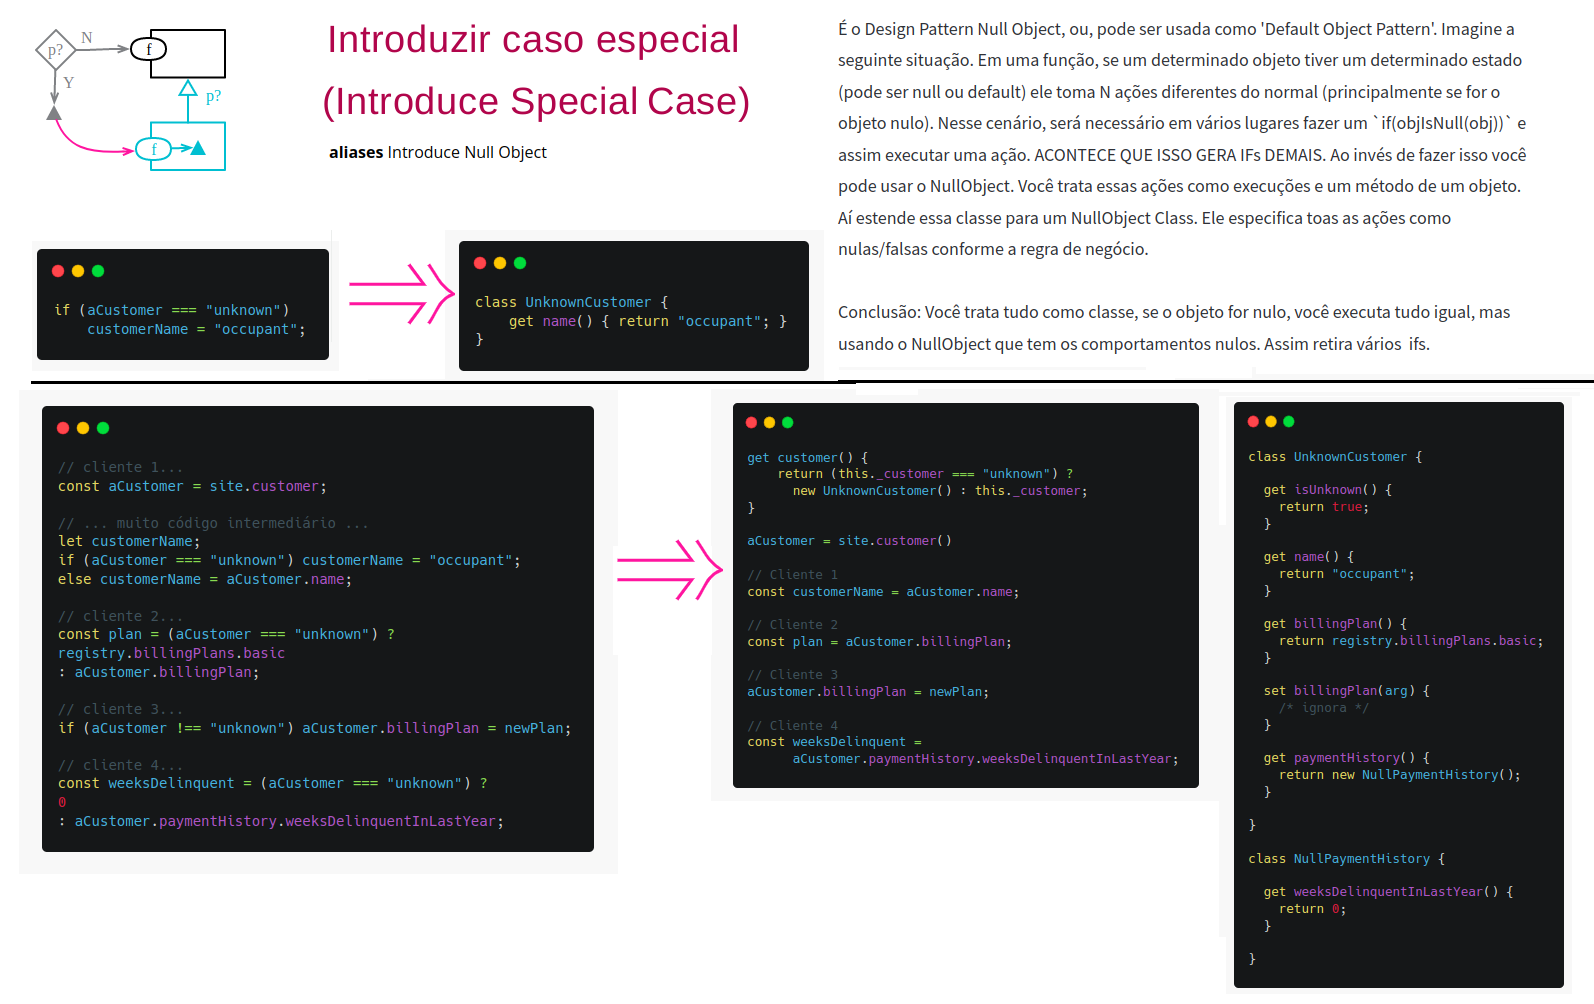 p?
N
f
Y
p?
f
Introduzir caso especial
(Introduce Special Case)
aliases Introduce Null Object
É o Design Pattern Null Object, ou, pode ser usada como 'Default Object Pattern'. Imagine a
seguinte situação. Em uma função, se um determinado objeto tiver um determinado estado
(pode ser null ou default) ele toma N ações diferentes do normal (principalmente se for o
objeto nulo). Nesse cenário, será necessário em vários lugares fazer um `if(objIsNull(obj))` e
assim executar uma ação. ACONTECE QUE ISSO GERA IFs DEMAIS. Ao invés de fazer isso você
pode usar o NullObject. Você trata essas ações como execuções e um método de um objeto.
Aí estende essa classe para um NullObject Class. Ele especifica toas as ações como
nulas/falsas conforme a regra de negócio.
Conclusão: Você trata tudo como classe, se o objeto for nulo, você executa tudo igual, mas
usando o NullObject que tem os comportamentos nulos. Assim retira vários  ifs.
if (aCustomer === "unknown")
    customerName = "occupant";
class UnknownCustomer {
    get name() { return "occupant"; }
}
// cliente 1...
const aCustomer = site.customer;
// ... muito código intermediário ...
let customerName;
if (aCustomer === "unknown") customerName = "occupant";
else customerName = aCustomer.name;
// cliente 2...
const plan = (aCustomer === "unknown") ?
registry.billingPlans.basic
: aCustomer.billingPlan;
// cliente 3...
if (aCustomer !== "unknown") aCustomer.billingPlan = newPlan;
// cliente 4...
const weeksDelinquent = (aCustomer === "unknown") ?
0
: aCustomer.paymentHistory.weeksDelinquentInLastYear;
get customer() {
    return (this._customer === "unknown") ?
      new UnknownCustomer() : this._customer;
}
aCustomer = site.customer()
// Cliente 1
const customerName = aCustomer.name;
// Cliente 2
const plan = aCustomer.billingPlan;
// Cliente 3
aCustomer.billingPlan = newPlan;
// Cliente 4
const weeksDelinquent =
      aCustomer.paymentHistory.weeksDelinquentInLastYear;
class UnknownCustomer {
  get isUnknown() {
    return true;
  }
  get name() {
    return "occupant";
  }
  get billingPlan() {
    return registry.billingPlans.basic;
  }
  set billingPlan(arg) {
    /* ignora */
  }
  get paymentHistory() {
    return new NullPaymentHistory();
  }
}
class NullPaymentHistory {
  get weeksDelinquentInLastYear() {
    return 0;
  }
}